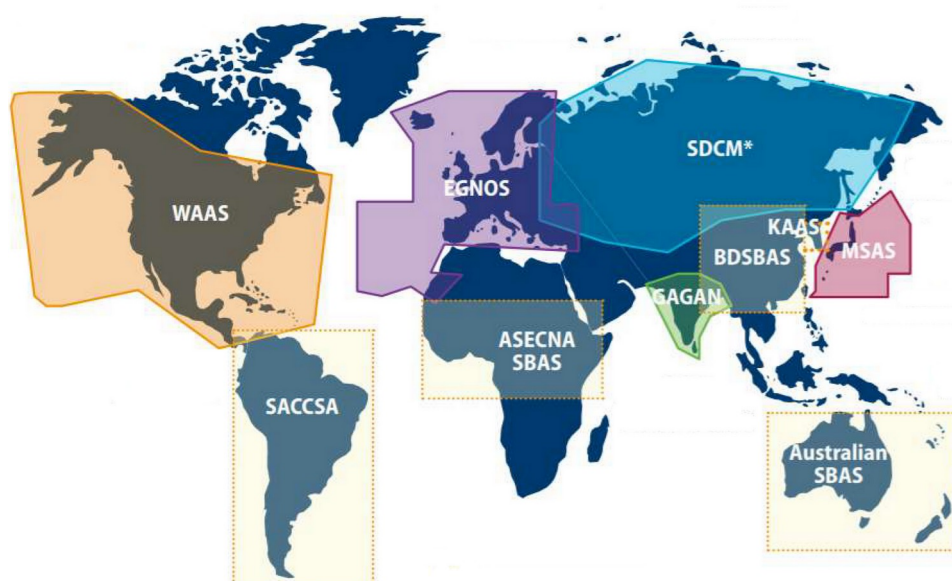 SDCM*
EGNOS
WAAS
KAAS
BDSBAS
MSAS
GAGAN
ASECNA
SBAS
SACCSA
Australian
SBAS